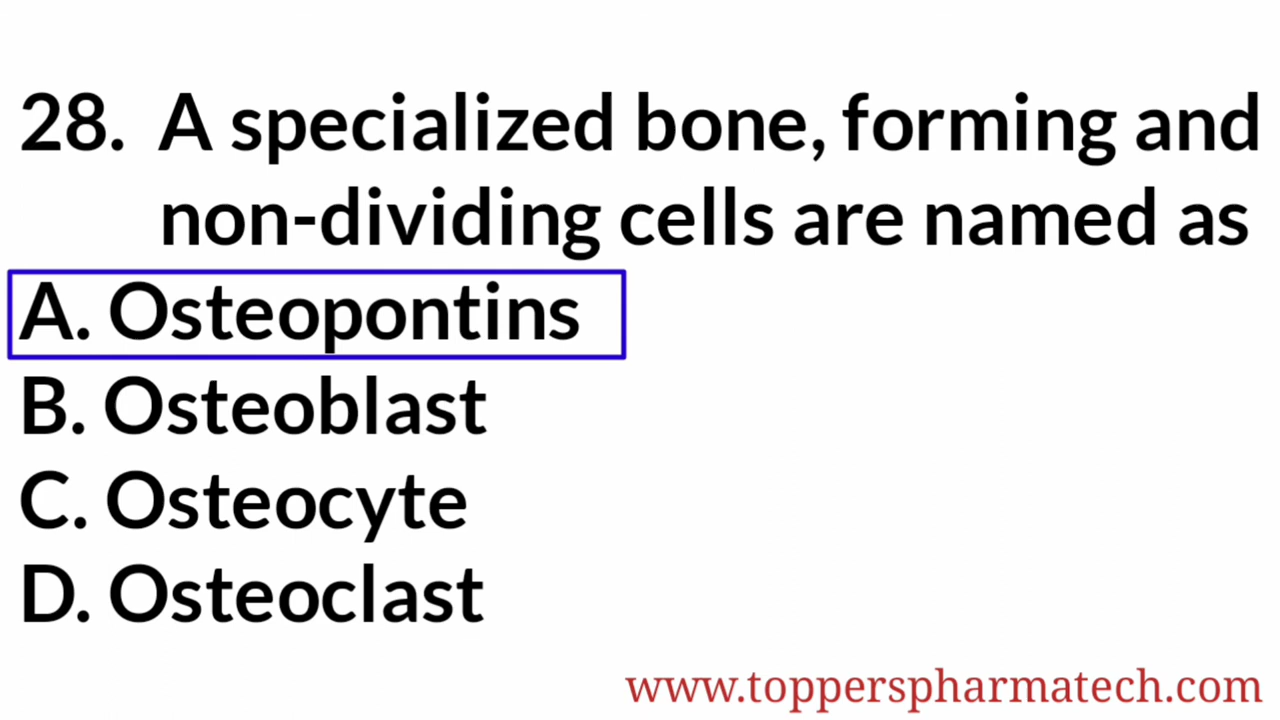 28. A specialized bone, forming and
non-dividing cells are named as
A. Osteopontins
B. Osteoblast
C. Osteocyte
D. Osteoclast
www.topperspharmatech.com